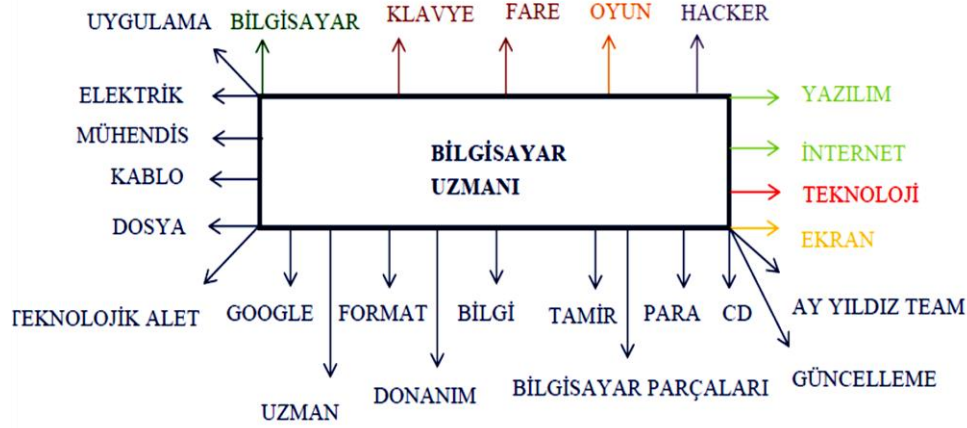 UYGULAMA BİLGİSAYAR KLAVYE FARE OYUN HACKER
ELEKTRİK
MÜHENDİS
KABLO
DOSYA
BİLGİSAYAR
UZMANI
YAZILIM
İNTERNET
TEKNOLOJİ
EKRAN
TEKNOLOJİK ALET GOOGLE FORMAT BİLGİ TAMİR PARA CD AY YILDIZ TEAM
UZMAN DONANIM BİLGİSAYAR PARÇALARI GÜNCELLEME